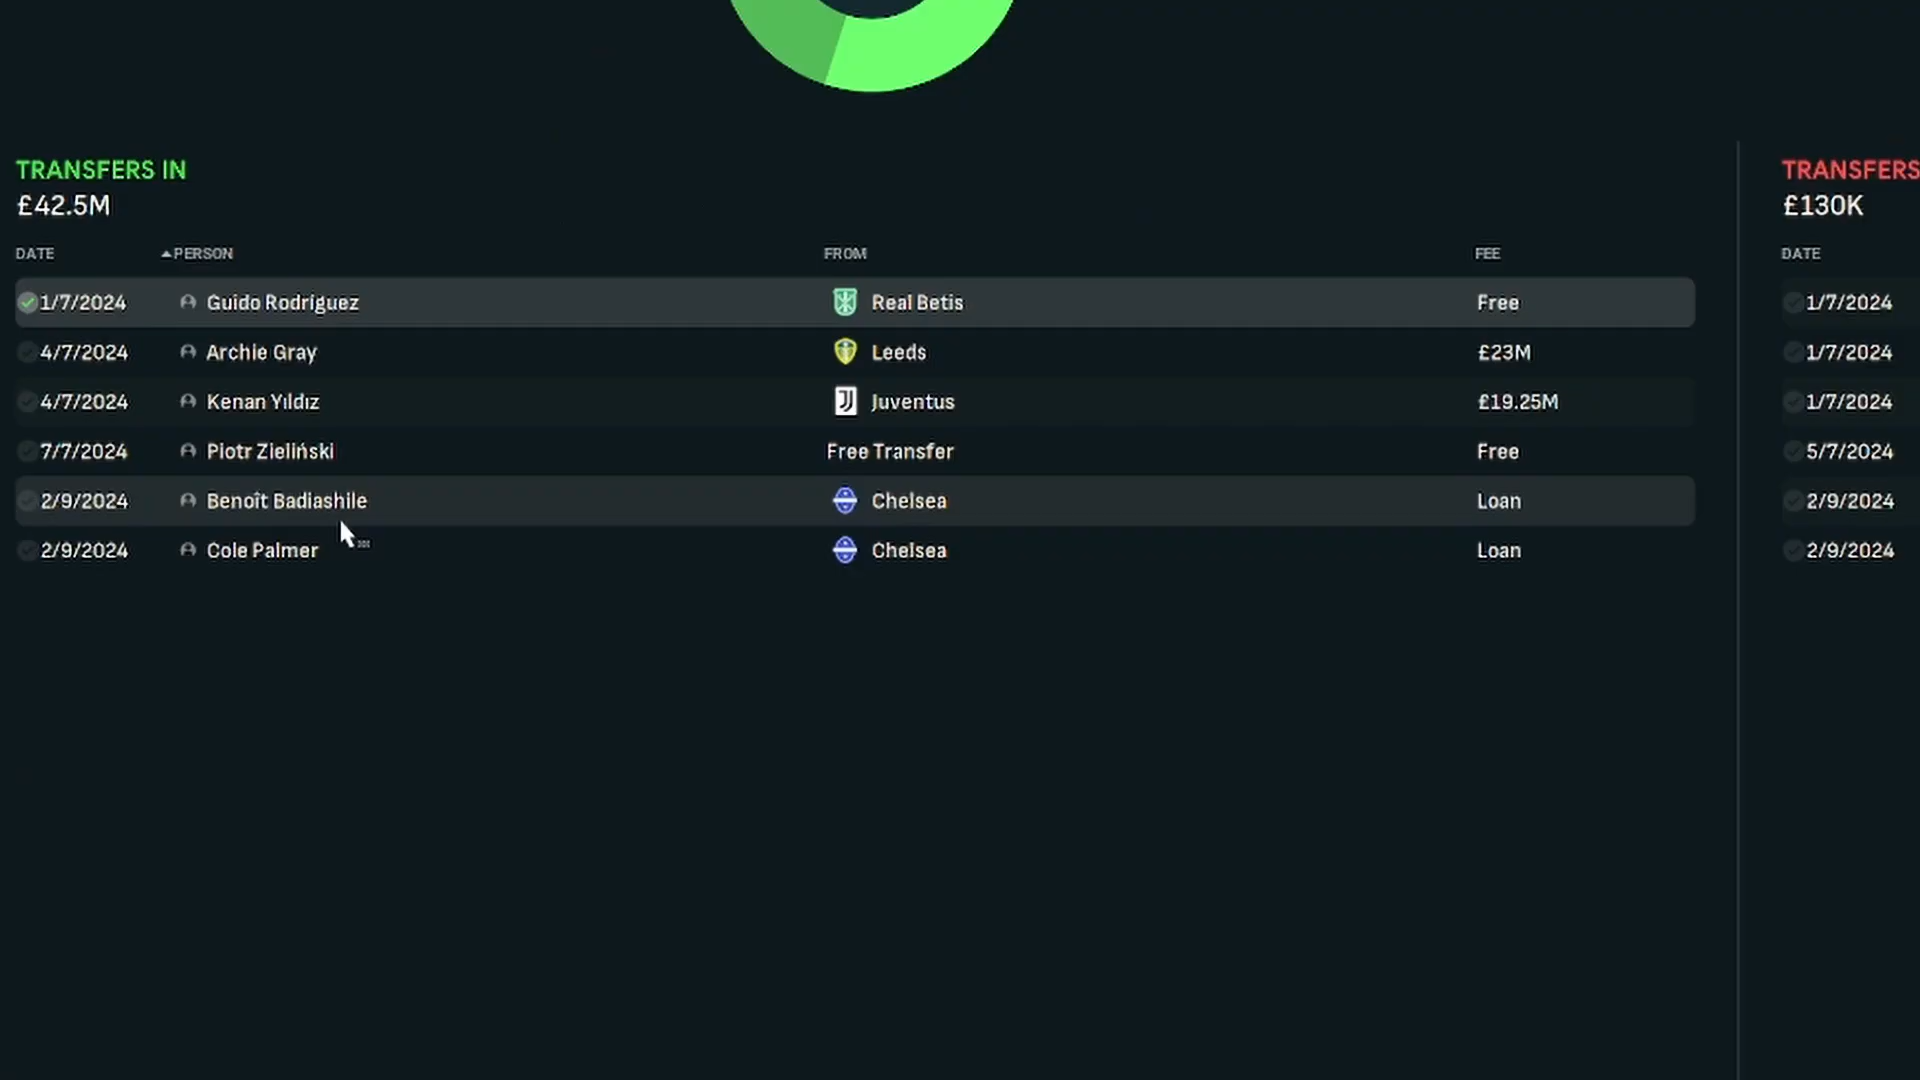 TRANSFERS IN
£42.5M
DATE PERSON FROM FEE
1/7/2024 Guido Rodríguez Real Betis Free
4/7/2024 Archie Gray Leeds £23M
4/7/2024 Kenan Yıldız Juventus £19.25M
7/7/2024 Piotr Zieliński Free Transfer Free
2/9/2024 Benoît Badiashile Chelsea Loan
2/9/2024 Cole Palmer Chelsea Loan
TRANSFERS
£130K
DATE
1/7/2024
1/7/2024
1/7/2024
5/7/2024
2/9/2024
2/9/2024